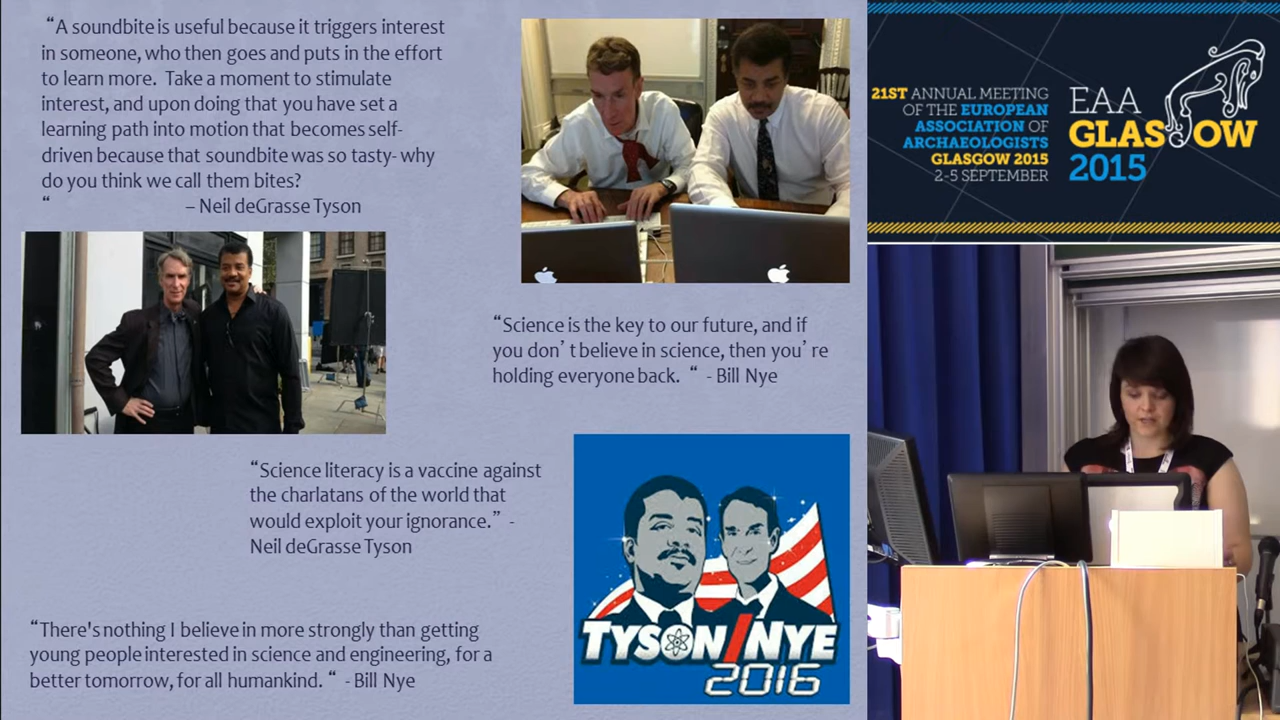 “A soundbite is useful because it triggers interest
in someone, who then goes and puts in the effort
to learn more. Take a moment to stimulate
interest, and upon doing that you have set a
learning path into motion that becomes self-
driven because that soundbite was so tasty- why
do you think we call them bites?
“ – Neil deGrasse Tyson
“Science is the key to our future, and if
you don’ t believe in science, then you’ re
holding everyone back. “ - Bill Nye
“Science literacy is a vaccine against
the charlatans of the world that
would exploit your ignorance.” -
Neil deGrasse Tyson
“There's nothing I believe in more strongly than getting
young people interested in science and engineering, for a
better tomorrow, for all humankind. “ - Bill Nye
TYSON/NYE
2016
21ST ANNUAL MEETING
OF THE EUROPEAN
ASSOCIATION OF
ARCHAEOLOGISTS
GLASGOW 2015
2-5 SEPTEMBER
EAA
GLASGOW
2015